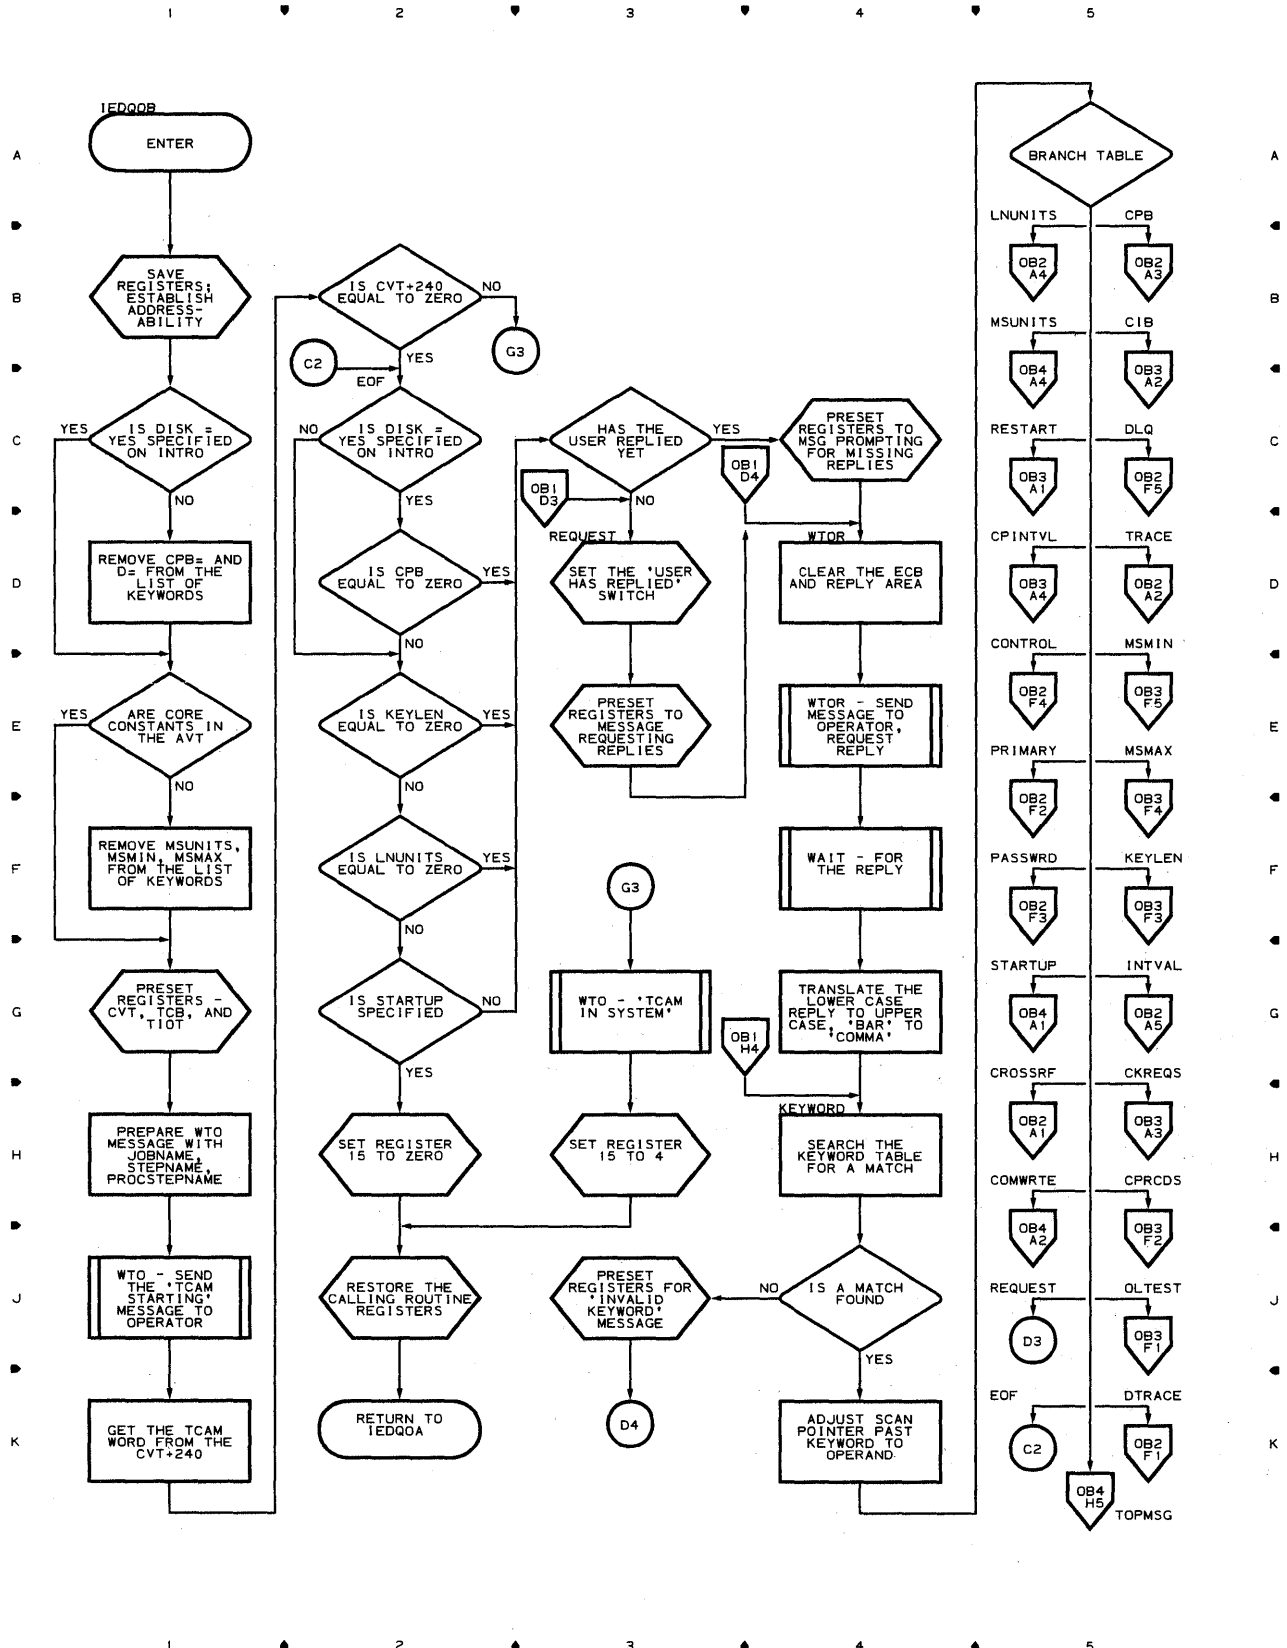 1 2 3 4 5
IEDQOB
ENTER
A
SAVE
REGISTERS;
ESTABLISH
ADDRESS-
ABILITY
B
YES
IS DISK =
YES SPECIFIED
ON INTRO
C
NO
REMOVE CPB= AND
D= FROM THE
LIST OF
KEYWORDS
D
YES
ARE CORE
CONSTANTS IN
THE AVT
E
NO
REMOVE MSUNITS,
MSMIN, MSMAX
FROM THE LIST
OF KEYWORDS
F
PRESET
REGISTERS -
CVT, TCB, AND
TIOT
G
PREPARE WTO
MESSAGE WITH
JOBNAME,
STEPNAME,
PROCSTEPNAME
H
WTO - SEND
THE 'TCAM
STARTING'
MESSAGE TO
OPERATOR
J
GET THE TCAM
WORD FROM THE
CVT+240
K
IS CVT+240
EQUAL TO ZERO
NO
G3
YES
C2
EOF
NO
IS DISK =
YES SPECIFIED
ON INTRO
YES
IS CPB
EQUAL TO ZERO
YES
NO
IS KEYLEN
EQUAL TO ZERO
YES
NO
IS LNUNITS
EQUAL TO ZERO
YES
NO
IS STARTUP
SPECIFIED
NO
YES
SET REGISTER
15 TO ZERO
RESTORE THE
CALLING ROUTINE
REGISTERS
RETURN TO
IEDQOA
HAS THE
USER REPLIED
YET
YES
OB1
D3
NO
REQUEST
SET THE 'USER
HAS REPLIED'
SWITCH
PRESET
REGISTERS TO
MESSAGE
REQUESTING
REPLIES
G3
WTO - 'TCAM
IN SYSTEM'
SET REGISTER
15 TO 4
PRESET
REGISTERS FOR
'INVALID
KEYWORD'
MESSAGE
D4
PRESET
REGISTERS TO
MSG PROMPTING
FOR MISSING
REPLIES
OB1
D4
WTOR
CLEAR THE ECB
AND REPLY AREA
WTOR - SEND
MESSAGE TO
OPERATOR,
REQUEST
REPLY
WAIT - FOR
THE REPLY
TRANSLATE THE
LOWER CASE
REPLY TO UPPER
CASE, 'BAR' TO
'COMMA'
OB1
H4
KEYWORD
SEARCH THE
KEYWORD TABLE
FOR A MATCH
NO
IS A MATCH
FOUND
YES
ADJUST SCAN
POINTER PAST
KEYWORD TO
OPERAND
BRANCH TABLE
A
LNUNITS CPB
OB2 OB2
A4 A3
B
MSUNITS CIB
OB4 OB3
A4 A2
RESTART DLQ
C
OB3 OB2
A1 F5
CPINTVL TRACE
OB3 OB2
A4 A2
D
CONTROL MSMIN
OB2 OB3
F4 F5
E
PRIMARY MSMAX
OB2 OB3
F2 F4
PASSWRD KEYLEN
F
OB2 OB3
F3 F3
STARTUP INTVAL
OB4 OB2
A1 A5
G
CROSSRF CKREQS
OB2 OB3
A1 A3
H
COMWRTE CPRCDS
OB4 OB3
A2 F2
REQUEST OLTEST
J
D3 OB3
F1
EOF DTRACE
C2 OB2
F1
K
OB4
H5
TOPMSG
1 2 3 4 5